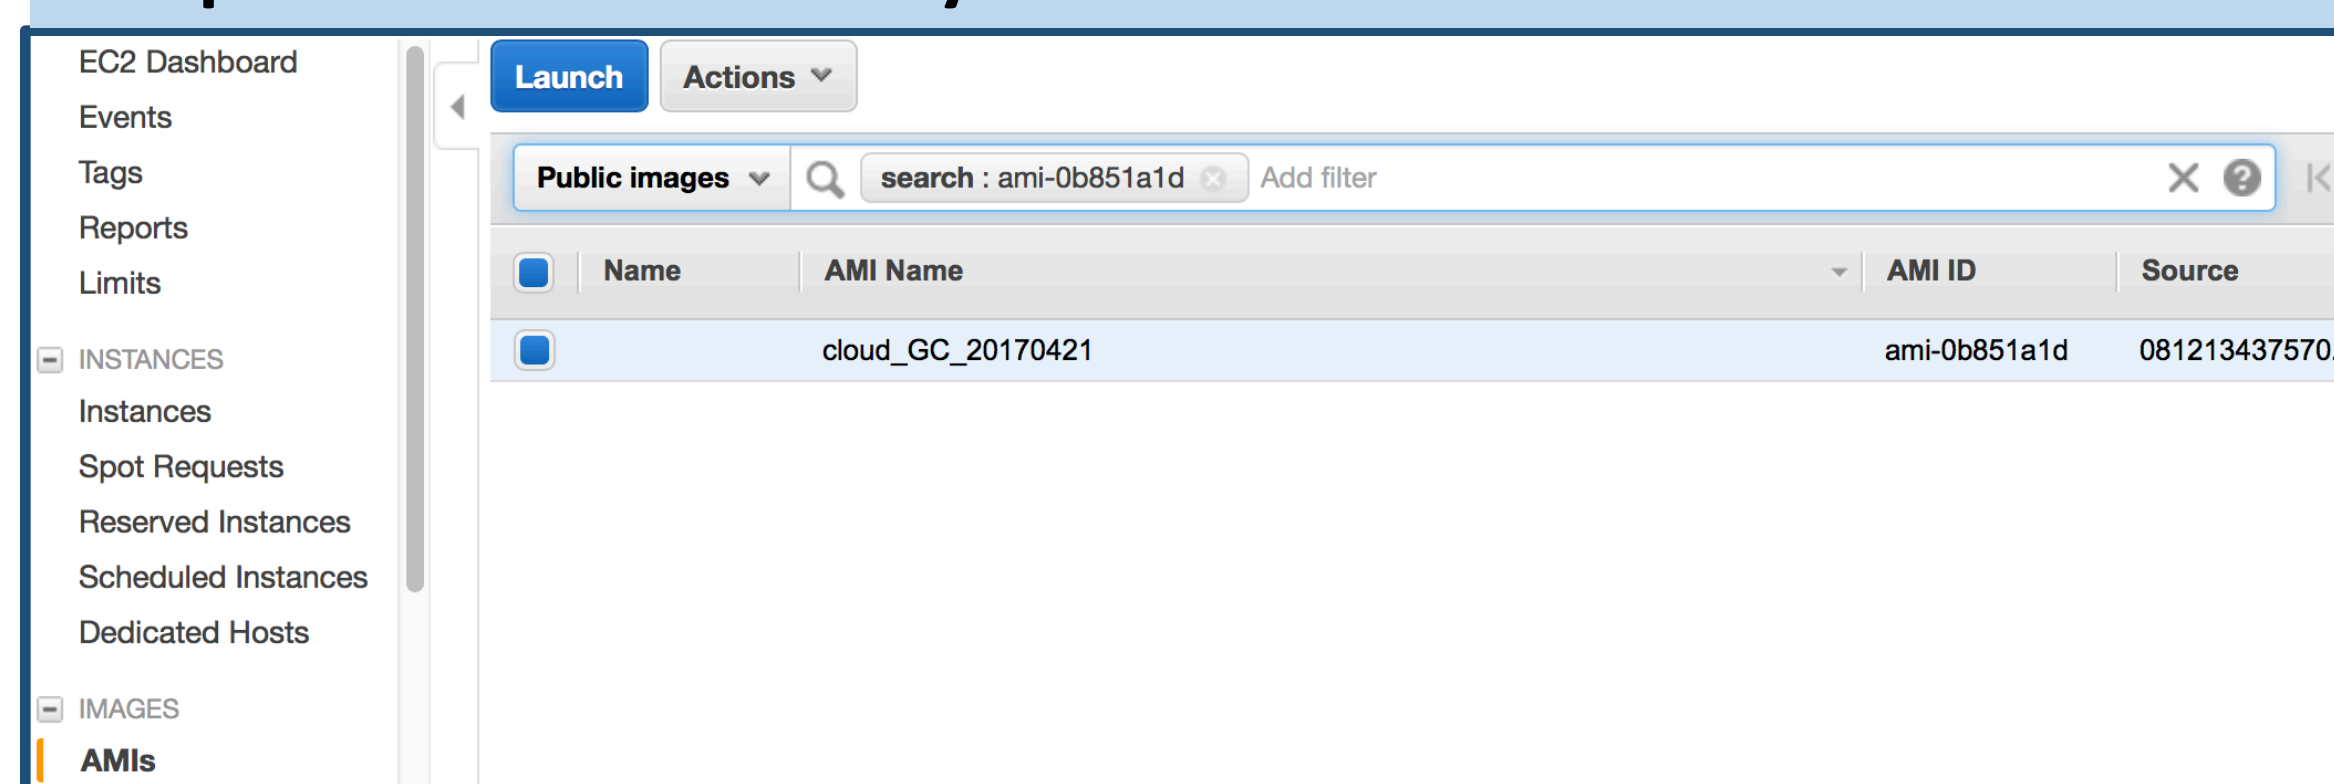 EC2 Dashboard
Events
Tags
Reports
Limits
INSTANCES
Instances
Spot Requests
Reserved Instances
Scheduled Instances
Dedicated Hosts
IMAGES
AMIs
Launch Actions
Public images search : ami-0b851a1d Add filter
Name AMI Name AMI ID Source
cloud_GC_20170421 ami-0b851a1d 081213437570